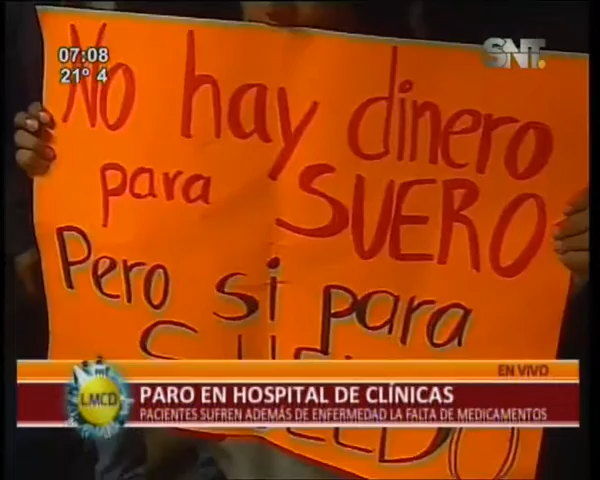 07:08
21° 4
SNT.
No hay dinero
para SUERO
Pero si para
EN VIVO
LMCD
PARO EN HOSPITAL DE CLÍNICAS
PACIENTES SUFREN ADEMÁS DE ENFERMEDAD LA FALTA DE MEDICAMENTOS